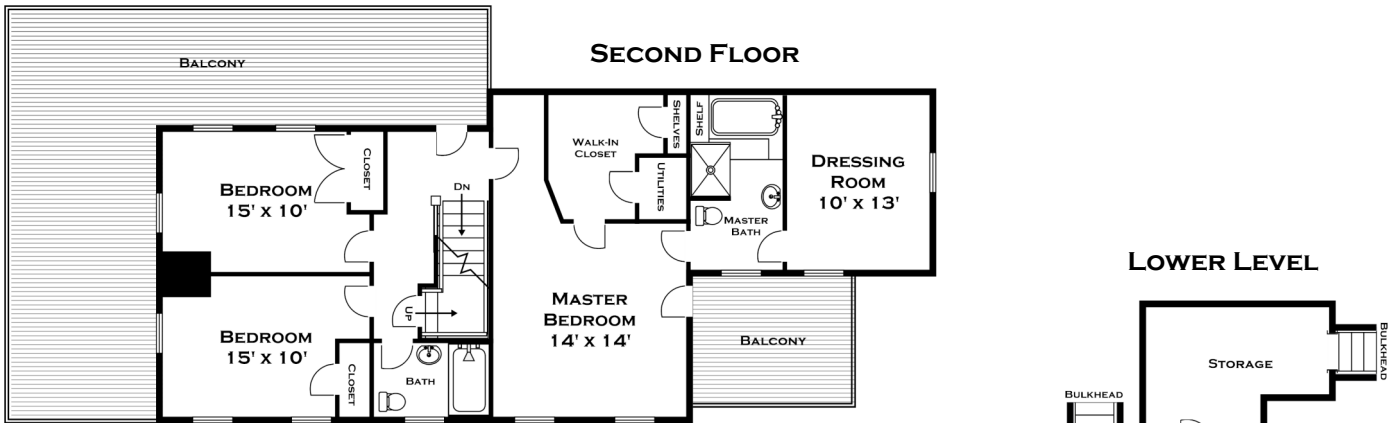 BALCONY
SECOND FLOOR
BEDROOM
15' X 10'
CLOSET
DN
WALK-IN
CLOSET
SHELVES
SHELF
UTILITIES
MASTER
BATH
DRESSING
ROOM
10' X 13'
BEDROOM
15' X 10'
CLOSET
UP
BATH
MASTER
BEDROOM
14' X 14'
BALCONY
LOWER LEVEL
STORAGE
BULKHEAD
BULKHEAD